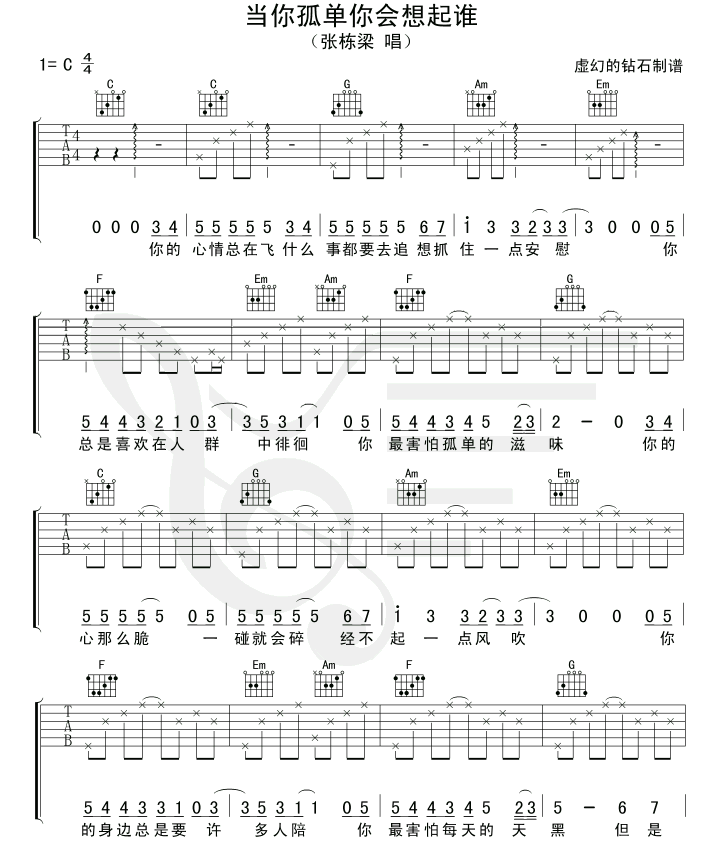 当你孤单你会想起谁
（张栋梁 唱）
1= C 4/4 虚幻的钻石制谱
C C G Am Em
T A B 4/4
0 0 0 3 4 | 5 5 5 5 5 3 4 | 5 5 5 5 5 6 7 | i 3 3 2 3 3 | 3 0 0 0 5 |
你的 心情总在飞 什么 事都要去追 想抓 住一点安慰 你
F Em Am F G
T A B
5 4 4 3 2 1 0 3 | 3 5 3 1 1 0 5 | 5 4 4 3 4 5 2 3 | 2 - 0 3 4 |
总是喜欢在人 群 中徘徊 你 最害怕孤单的 滋 味 你的
C G Am Em
T A B
5 5 5 5 5 0 5 | 5 5 5 5 5 6 7 | i 3 3 2 3 3 | 3 0 0 0 5 |
心那么脆 一 碰就会碎 经不 起一点风吹 你
F Em Am F G
T A B
5 4 4 3 3 1 0 3 | 3 5 3 1 1 0 5 | 5 4 4 3 4 5 2 3 | 5 - 6 7 |
的身边总是要 许 多人陪 你 最害怕每天的 天 黑 但是